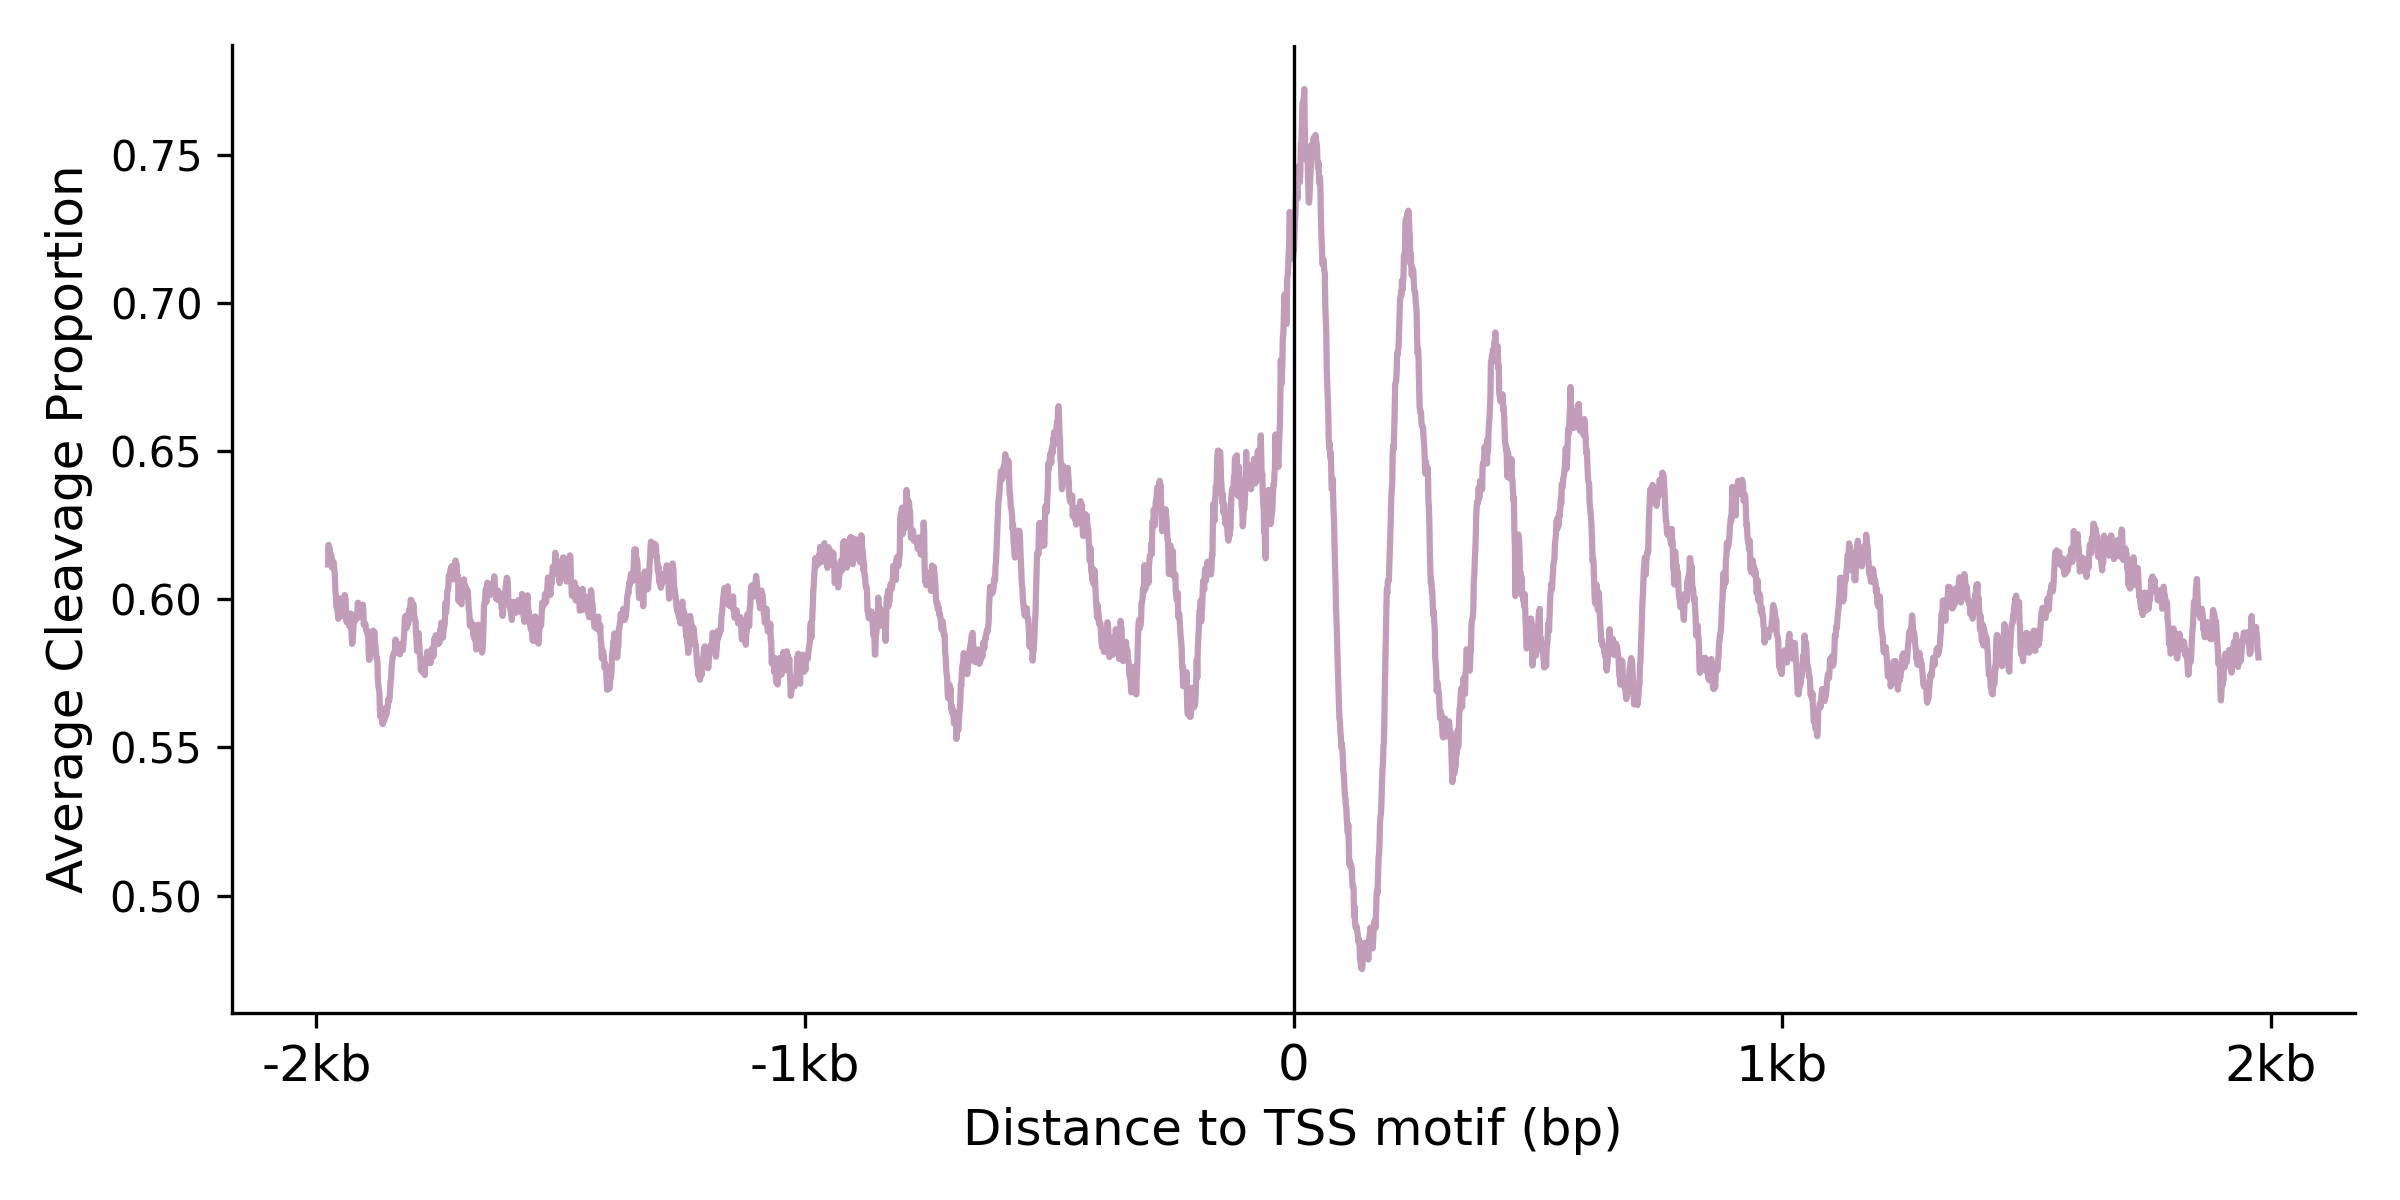 Average Cleavage Proportion
0.75
0.70
0.65
0.60
0.55
0.50
-2kb -1kb 0 1kb 2kb
Distance to TSS motif (bp)